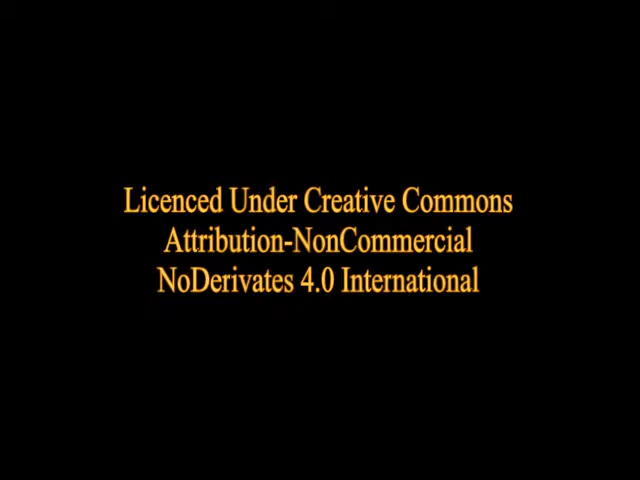 Licenced Under Creative Commons
Attribution-NonCommercial
NoDerivates 4.0 International